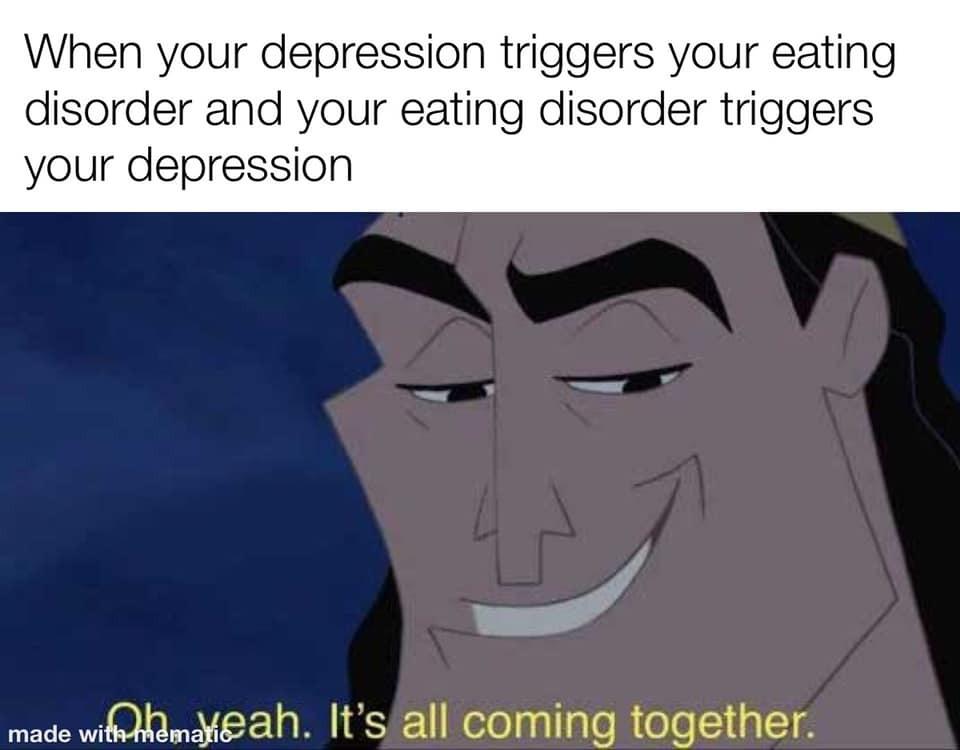 When your depression triggers your eating
disorder and your eating disorder triggers
your depression
Oh, yeah. It's all coming together.
made with mematic